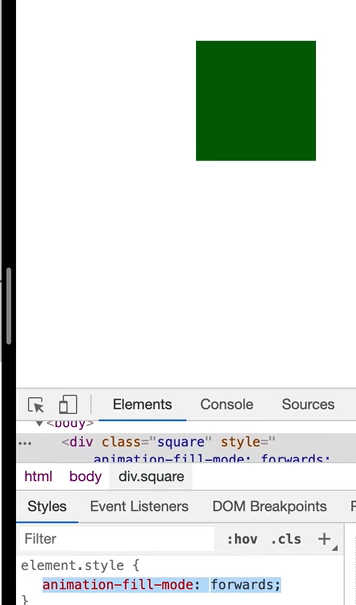 Elements Console Sources
▼<body>
··· <div class="square" style="
animation-fill-mode: forwards;
html body div.square
Styles Event Listeners DOM Breakpoints
Filter :hov .cls +
element.style {
animation-fill-mode: forwards;
}